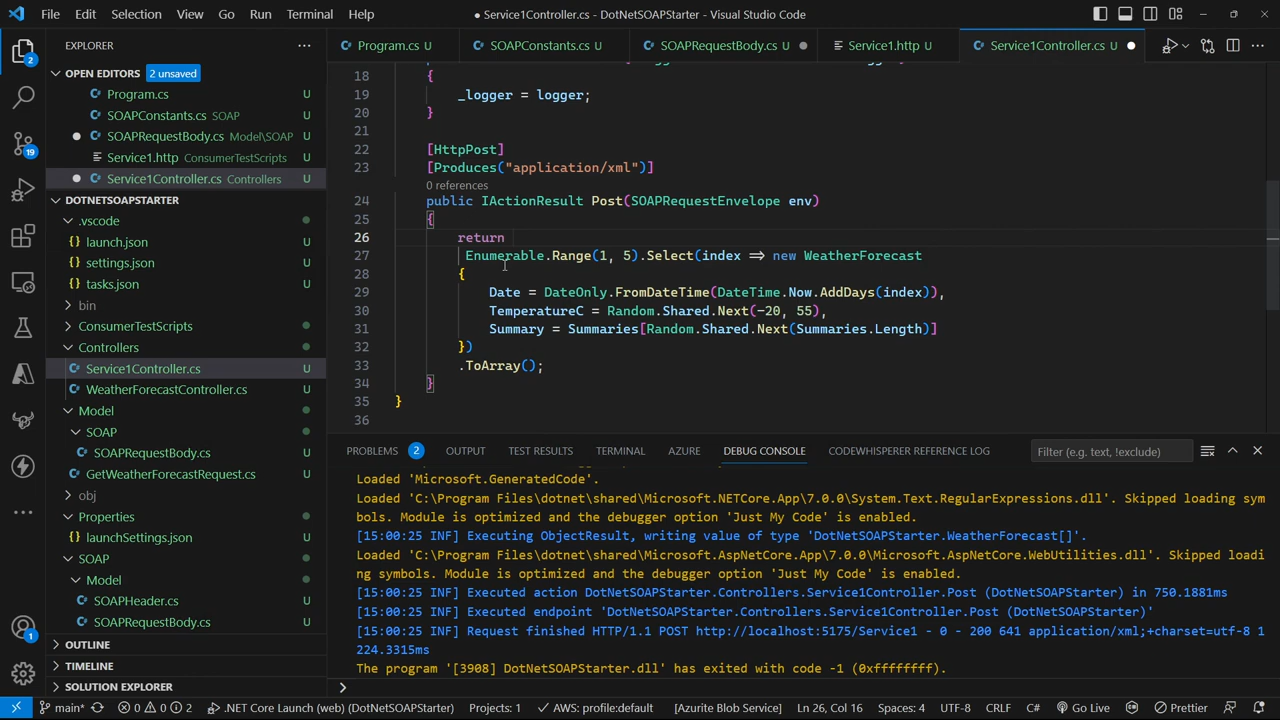 File Edit Selection View Go Run Terminal Help
● Service1Controller.cs - DotNetSOAPStarter - Visual Studio Code
EXPLORER
OPEN EDITORS 2 unsaved
Program.cs U
SOAPConstants.cs SOAP U
SOAPRequestBody.cs Model\SOAP U
Service1.http ConsumerTestScripts U
Service1Controller.cs Controllers U
DOTNETSOAPSTARTER
.vscode
launch.json U
settings.json U
tasks.json U
bin
ConsumerTestScripts
Controllers
Service1Controller.cs U
WeatherForecastController.cs U
Model
SOAP
SOAPRequestBody.cs U
GetWeatherForecastRequest.cs U
obj
Properties
launchSettings.json U
SOAP
Model
SOAPHeader.cs U
SOAPRequestBody.cs U
OUTLINE
TIMELINE
SOLUTION EXPLORER
2
19
1
Program.cs U
SOAPConstants.cs U
SOAPRequestBody.cs U
Service1.http U
Service1Controller.cs U
18 {
19 _logger = logger;
20 }
21
22 [HttpPost]
23 [Produces("application/xml")]
0 references
24 public IActionResult Post(SOAPRequestEnvelope env)
25 {
26 return
27 Enumerable.Range(1, 5).Select(index => new WeatherForecast
28 {
29 Date = DateOnly.FromDateTime(DateTime.Now.AddDays(index)),
30 TemperatureC = Random.Shared.Next(-20, 55),
31 Summary = Summaries[Random.Shared.Next(Summaries.Length)]
32 })
33 .ToArray();
34 }
35 }
36
PROBLEMS 2 OUTPUT TEST RESULTS TERMINAL AZURE DEBUG CONSOLE CODEWHISPERER REFERENCE LOG Filter (e.g. text, !exclude)
Loaded 'Microsoft.GeneratedCode'.
Loaded 'C:\Program Files\dotnet\shared\Microsoft.NETCore.App\7.0.0\System.Text.RegularExpressions.dll'. Skipped loading sym
bols. Module is optimized and the debugger option 'Just My Code' is enabled.
[15:00:25 INF] Executing ObjectResult, writing value of type 'DotNetSOAPStarter.WeatherForecast[]'.
Loaded 'C:\Program Files\dotnet\shared\Microsoft.AspNetCore.App\7.0.0\Microsoft.AspNetCore.WebUtilities.dll'. Skipped loadi
ng symbols. Module is optimized and the debugger option 'Just My Code' is enabled.
[15:00:25 INF] Executed action DotNetSOAPStarter.Controllers.Service1Controller.Post (DotNetSOAPStarter) in 750.1881ms
[15:00:25 INF] Executed endpoint 'DotNetSOAPStarter.Controllers.Service1Controller.Post (DotNetSOAPStarter)'
[15:00:25 INF] Request finished HTTP/1.1 POST http://localhost:5175/Service1 - 0 - 200 641 application/xml;+charset=utf-8 1
224.3315ms
The program '[3908] DotNetSOAPStarter.dll' has exited with code -1 (0xffffffff).
main* 0 0 2 .NET Core Launch (web) (DotNetSOAPStarter) Projects: 1 AWS: profile:default [Azurite Blob Service] Ln 26, Col 16 Spaces: 4 UTF-8 CRLF C# Go Live Prettier